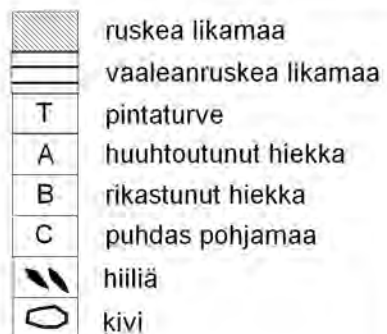 ruskea likamaa
vaaleanruskea likamaa
T pintaturve
A huuhtoutunut hiekka
B rikastunut hiekka
C puhdas pohjamaa
hiiliä
kivi